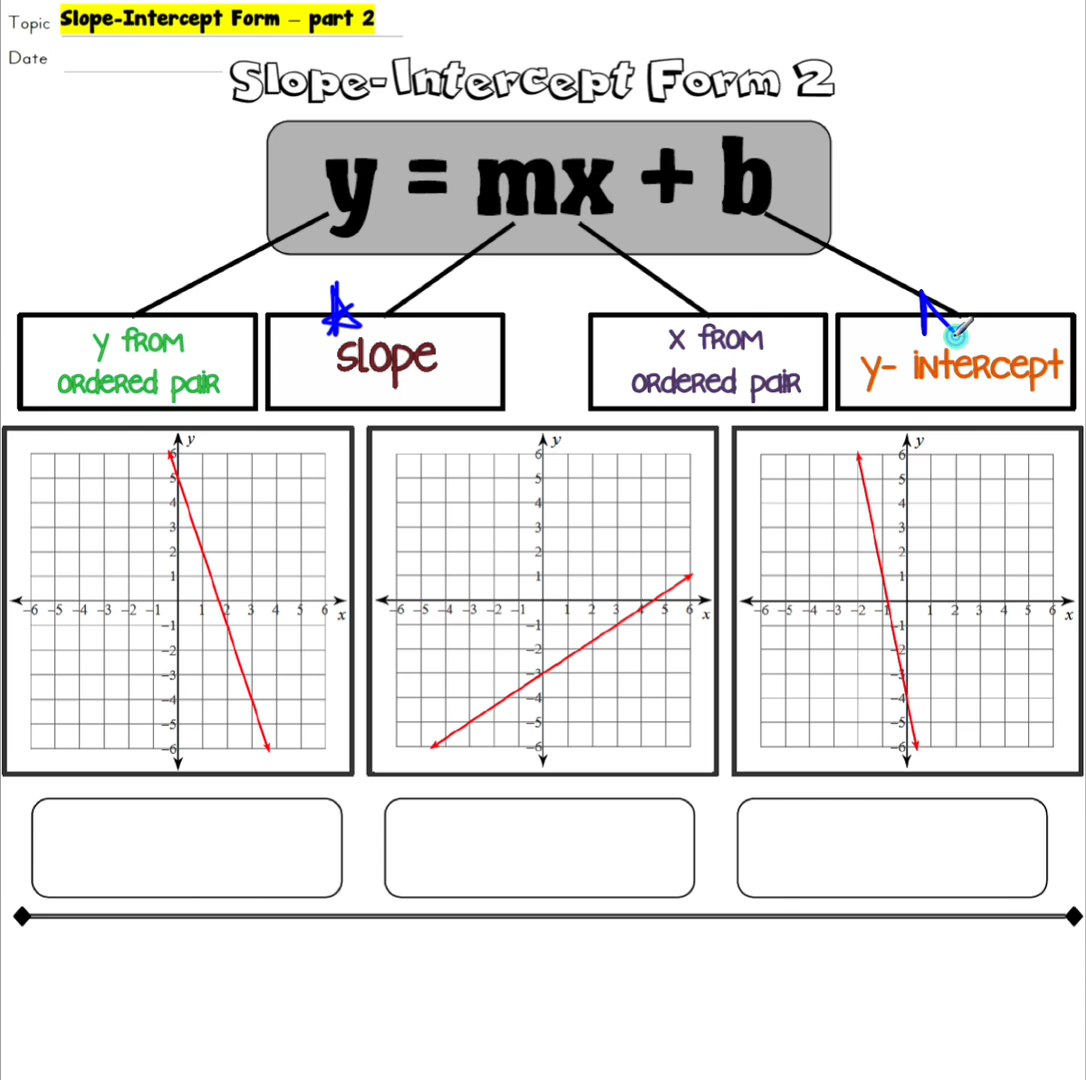 Topic Slope-Intercept Form – part 2
Date
Slope-Intercept Form 2
y = mx + b
y from
ordered pair
slope
x from
ordered pair
y- intercept
y
6
5
4
3
2
1
-6 -5 -4 -3 -2 -1 1 2 3 4 5 6 x
-1
-2
-3
-4
-5
-6
y
6
5
4
3
2
1
-6 -5 -4 -3 -2 -1 1 2 3 4 5 6 x
-1
-2
-3
-4
-5
-6
y
6
5
4
3
2
1
-6 -5 -4 -3 -2 -1 1 2 3 4 5 6 x
-1
-2
-3
-4
-5
-6